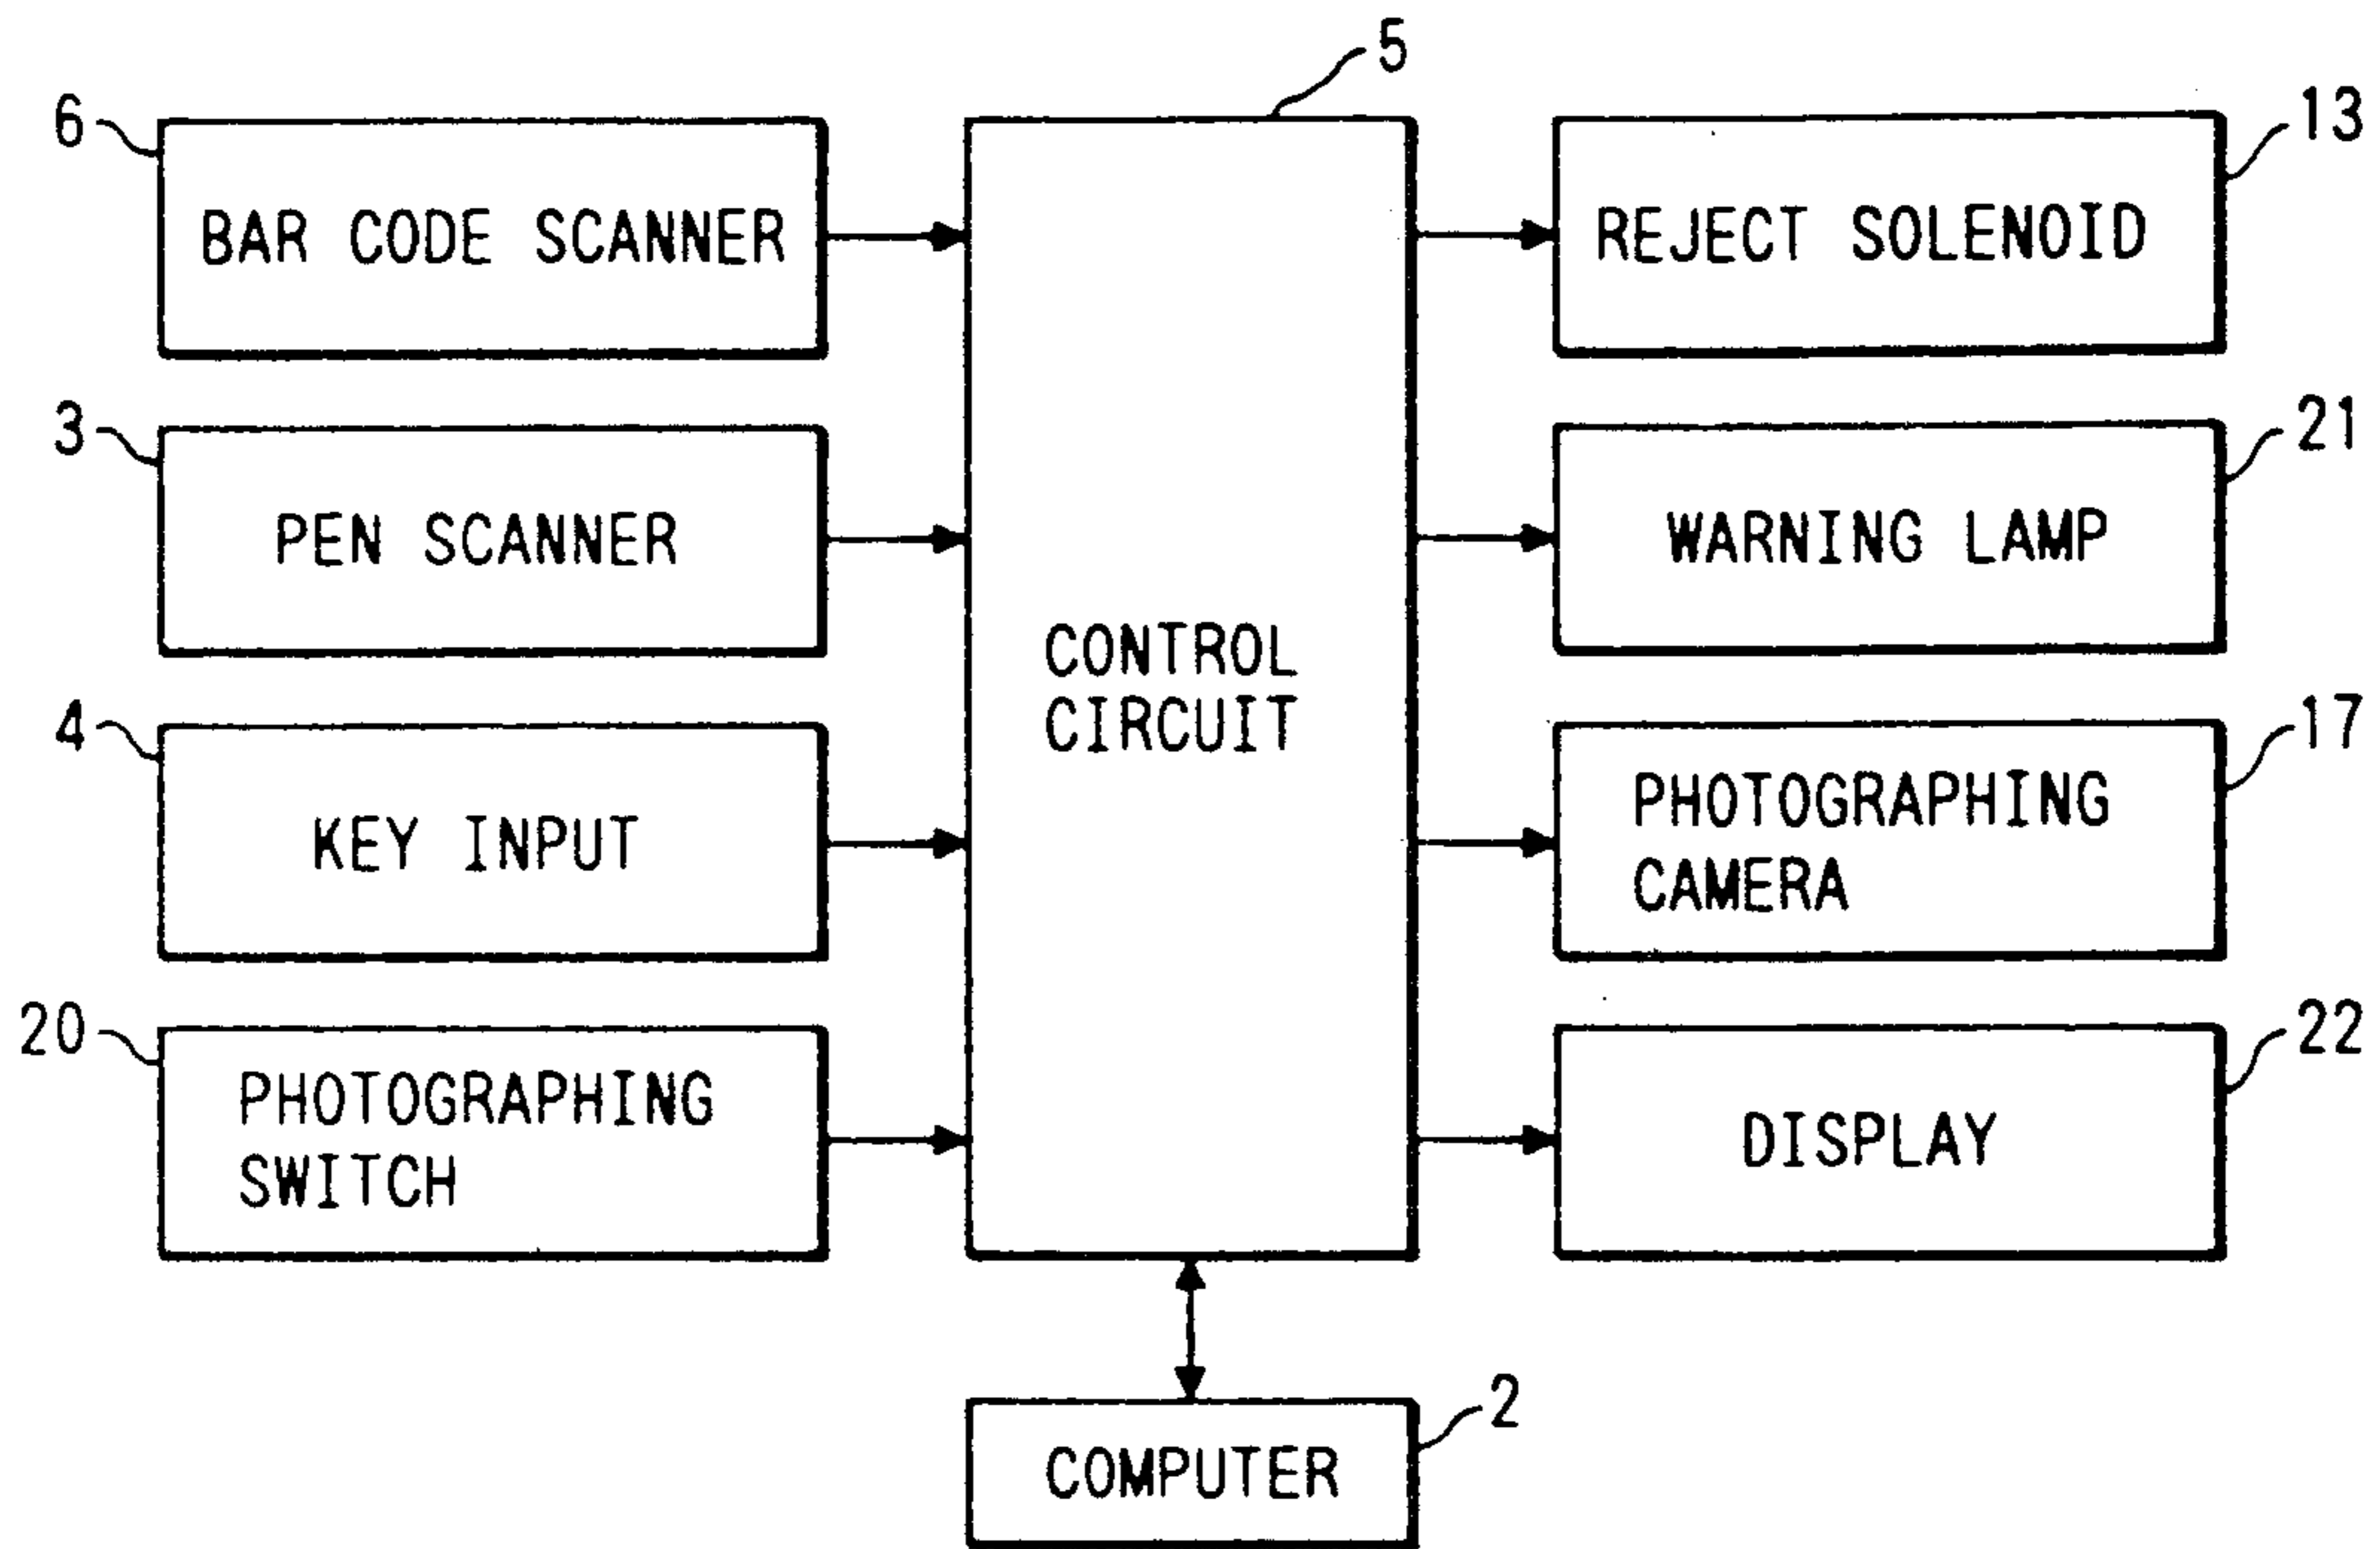 5
6
BAR CODE SCANNER
13
REJECT SOLENOID
3
PEN SCANNER
21
WARNING LAMP
CONTROL
CIRCUIT
4
KEY INPUT
17
PHOTOGRAPHING
CAMERA
20
PHOTOGRAPHING
SWITCH
22
DISPLAY
2
COMPUTER